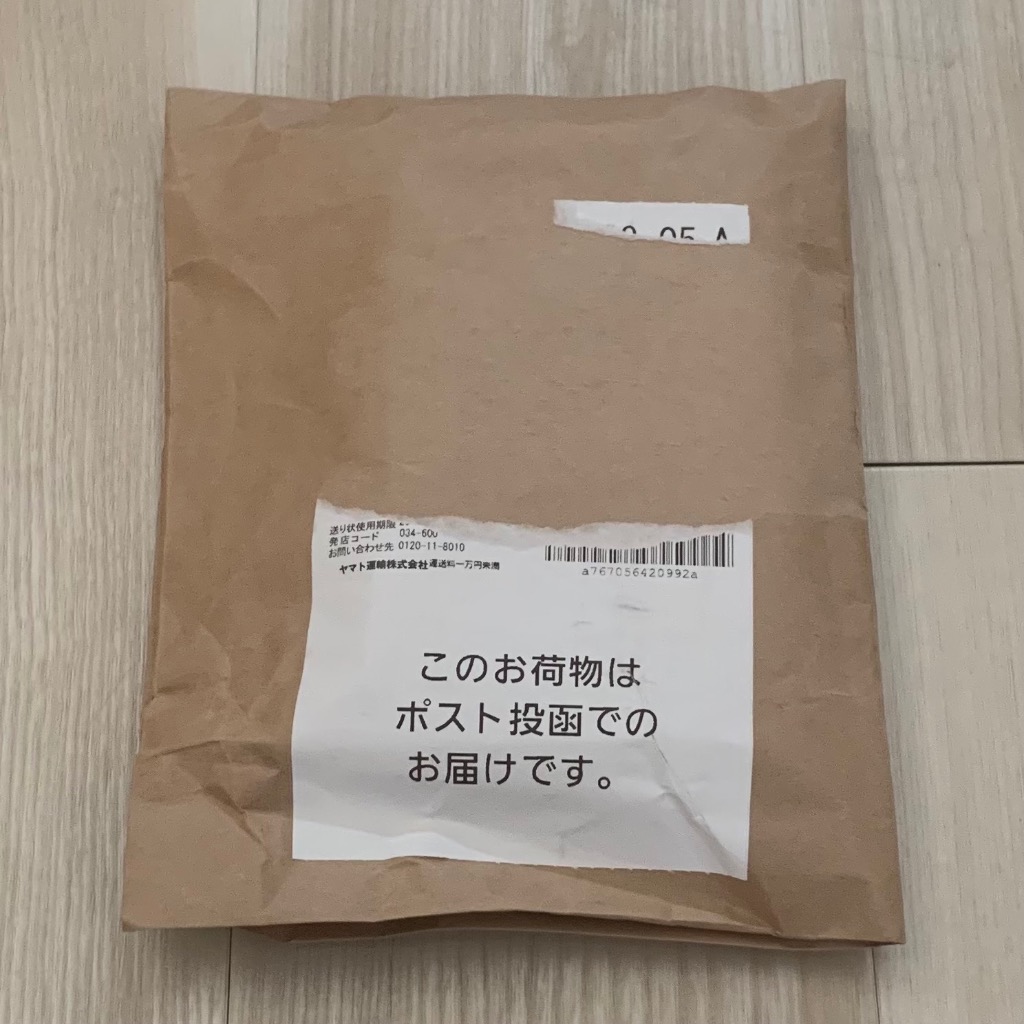 05 A
送り状使用期限
発店コード 034-600
お問い合わせ先 0120-11-8010
ヤマト運輸株式会社 運送料一万円未満
a767056420992a
このお荷物は
ポスト投函での
お届けです。